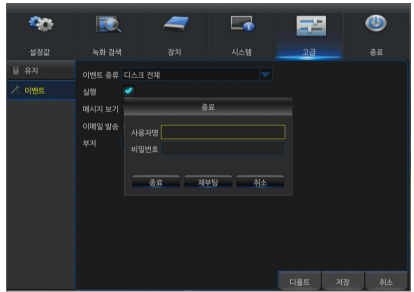 설정값 녹화 검색 장치 시스템 고급 종료
유지
이벤트
이벤트 종류 디스크 전체
실행
메시지 보기
이메일 발송
부저
종료
사용자명
비밀번호
종료 재부팅 취소
디폴트 저장 취소